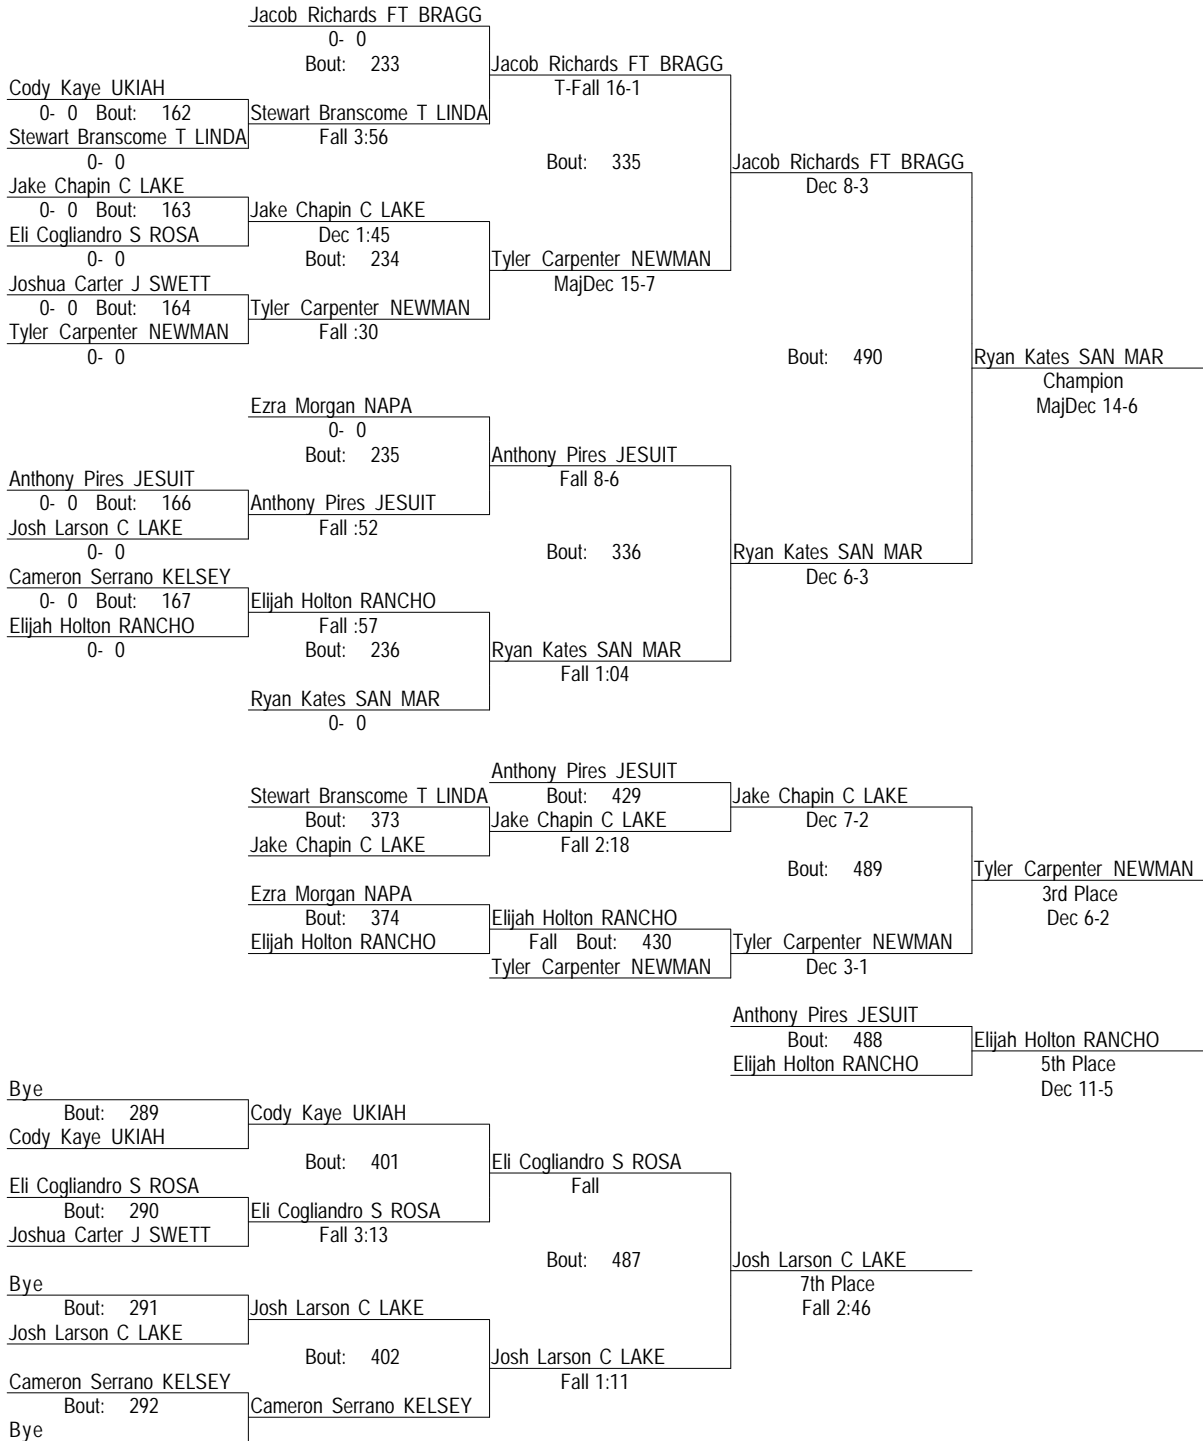 Jacob Richards FT BRAGG
0- 0
Bout: 233
Jacob Richards FT BRAGG
T-Fall 16-1
Cody Kaye UKIAH
0- 0 Bout: 162
Stewart Branscome T LINDA
Stewart Branscome T LINDA
Fall 3:56
0- 0
Bout: 335
Jacob Richards FT BRAGG
Dec 8-3
Jake Chapin C LAKE
0- 0 Bout: 163
Jake Chapin C LAKE
Eli Cogliandro S ROSA
Dec 1:45
0- 0
Bout: 234
Tyler Carpenter NEWMAN
MajDec 15-7
Joshua Carter J SWETT
0- 0 Bout: 164
Tyler Carpenter NEWMAN
Tyler Carpenter NEWMAN
Fall :30
0- 0
Bout: 490
Ryan Kates SAN MAR
Champion
MajDec 14-6
Ezra Morgan NAPA
0- 0
Bout: 235
Anthony Pires JESUIT
Fall 8-6
Anthony Pires JESUIT
0- 0 Bout: 166
Anthony Pires JESUIT
Josh Larson C LAKE
Fall :52
0- 0
Bout: 336
Ryan Kates SAN MAR
Dec 6-3
Cameron Serrano KELSEY
0- 0 Bout: 167
Elijah Holton RANCHO
Elijah Holton RANCHO
Fall :57
0- 0
Bout: 236
Ryan Kates SAN MAR
Fall 1:04
Ryan Kates SAN MAR
0- 0
Anthony Pires JESUIT
Stewart Branscome T LINDA
Bout: 429
Jake Chapin C LAKE
Bout: 373
Jake Chapin C LAKE
Dec 7-2
Jake Chapin C LAKE
Fall 2:18
Bout: 489
Tyler Carpenter NEWMAN
3rd Place
Dec 6-2
Ezra Morgan NAPA
Bout: 374
Elijah Holton RANCHO
Elijah Holton RANCHO
Fall Bout: 430
Tyler Carpenter NEWMAN
Tyler Carpenter NEWMAN
Dec 3-1
Anthony Pires JESUIT
Bout: 488
Elijah Holton RANCHO
Elijah Holton RANCHO
5th Place
Dec 11-5
Bye
Bout: 289
Cody Kaye UKIAH
Cody Kaye UKIAH
Bout: 401
Eli Cogliandro S ROSA
Fall
Eli Cogliandro S ROSA
Bout: 290
Eli Cogliandro S ROSA
Joshua Carter J SWETT
Fall 3:13
Bout: 487
Josh Larson C LAKE
7th Place
Fall 2:46
Bye
Bout: 291
Josh Larson C LAKE
Josh Larson C LAKE
Bout: 402
Josh Larson C LAKE
Fall 1:11
Cameron Serrano KELSEY
Bout: 292
Cameron Serrano KELSEY
Bye